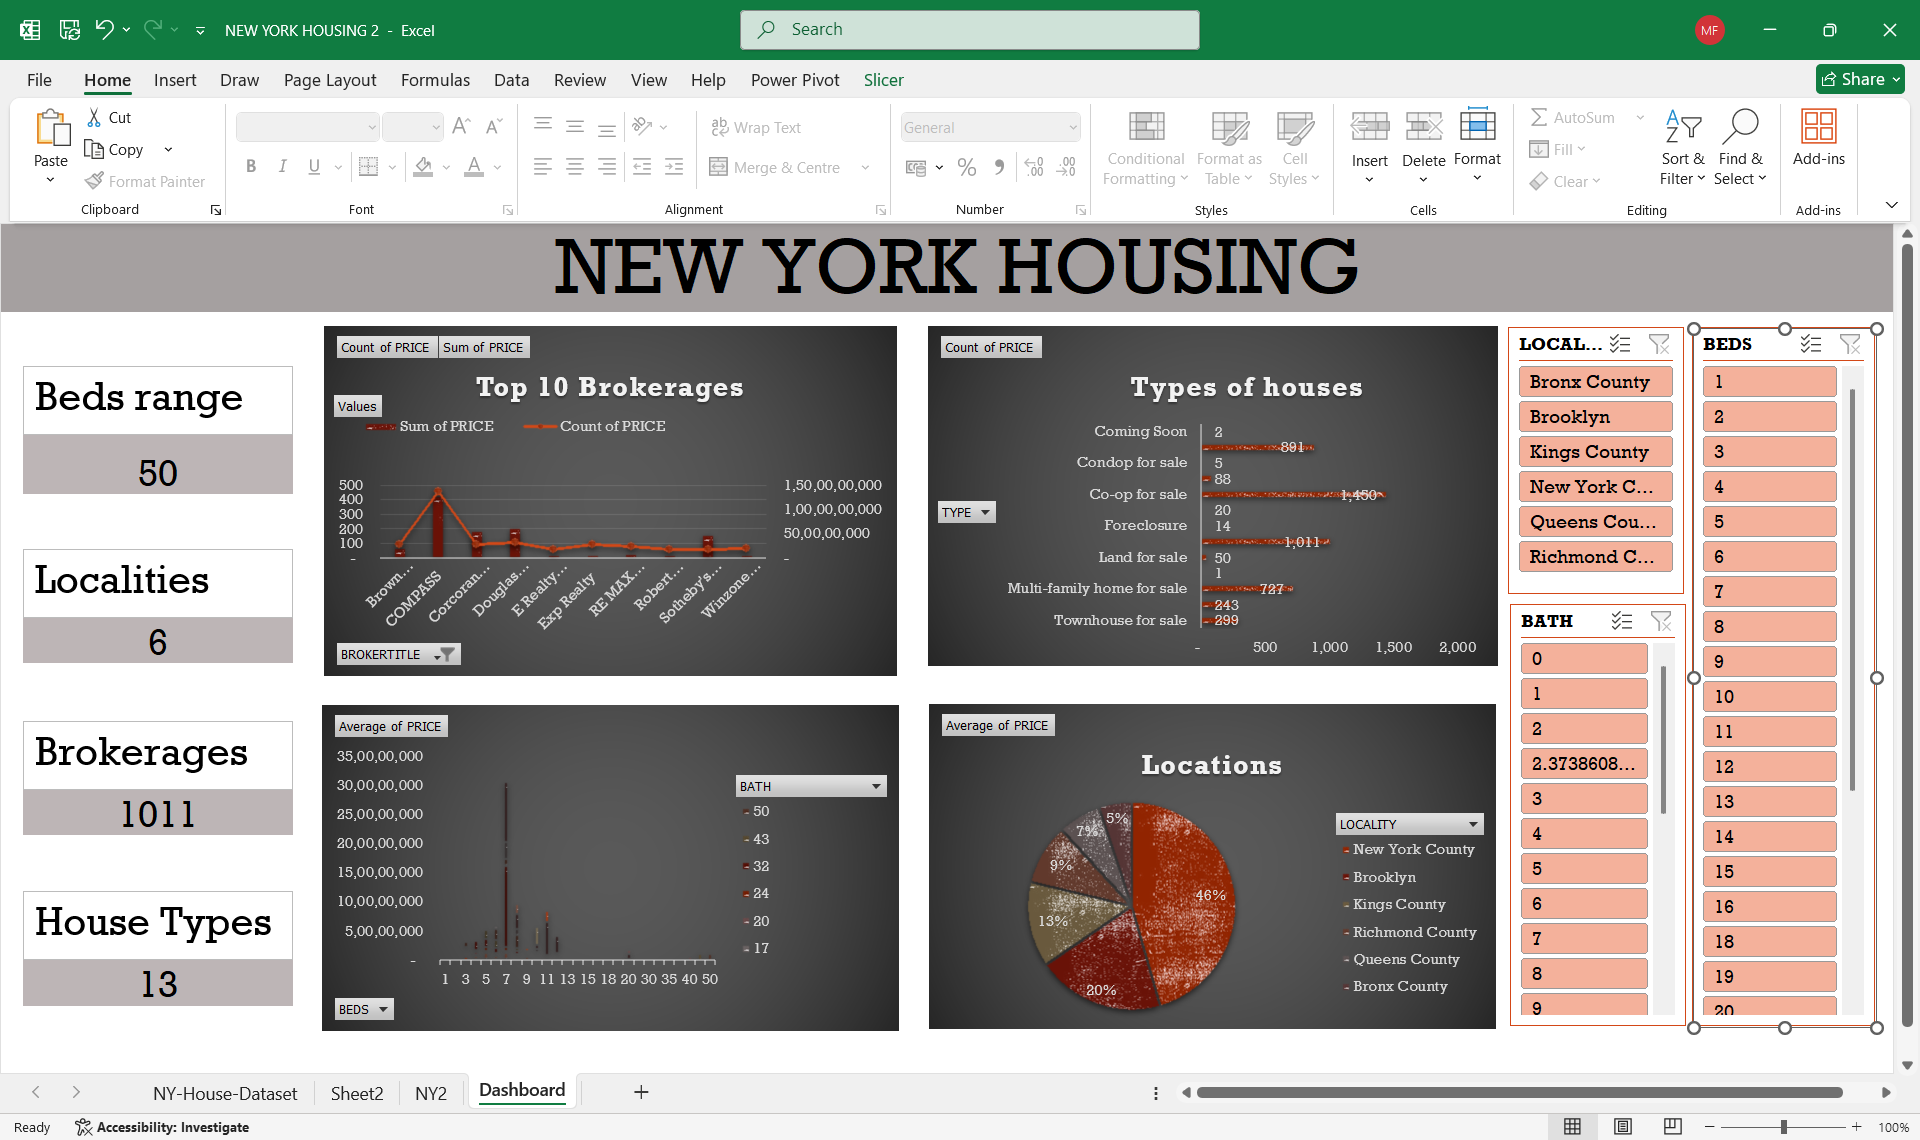 NEW YORK HOUSING 2 - Excel
Search
MF
File Home Insert Draw Page Layout Formulas Data Review View Help Power Pivot Slicer
Share
Paste
Cut
Copy
Format Painter
Clipboard
B I U
A
Font
Wrap Text
Merge & Centre
Alignment
General
Number
Conditional Formatting
Format as Table
Cell Styles
Styles
Insert
Delete
Format
Cells
AutoSum
Fill
Clear
Sort & Filter
Find & Select
Editing
Add-ins
Add-ins
NEW YORK HOUSING
Beds range
50
Localities
6
Brokerages
1011
House Types
13
Count of PRICE Sum of PRICE
Top 10 Brokerages
Values
Sum of PRICE Count of PRICE
500
400
300
200
100
-
1,50,00,00,000
1,00,00,00,000
50,00,00,000
-
Brown...
COMPASS
Corcoran...
Douglas...
E Realty...
Exp Realty
RE MAX...
Robert...
Sotheby's...
Winzone...
BROKERTITLE
Count of PRICE
Types of houses
TYPE
Coming Soon 2
891
Condop for sale 5
88
Co-op for sale 1,450
20
Foreclosure 14
1,011
Land for sale 50
1
Multi-family home for sale 727
243
Townhouse for sale 299
- 500 1,000 1,500 2,000
Average of PRICE
35,00,00,000
30,00,00,000
25,00,00,000
20,00,00,000
15,00,00,000
10,00,00,000
5,00,00,000
-
1 3 5 7 9 11 13 15 18 20 30 35 40 50
BATH
50
43
32
24
20
17
BEDS
Average of PRICE
Locations
46%
20%
13%
9%
7%
5%
LOCALITY
New York County
Brooklyn
Kings County
Richmond County
Queens County
Bronx County
LOCAL...
Bronx County
Brooklyn
Kings County
New York C...
Queens Cou...
Richmond C...
BATH
0
1
2
2.3738608...
3
4
5
6
7
8
9
BEDS
1
2
3
4
5
6
7
8
9
10
11
12
13
14
15
16
18
19
20
NY-House-Dataset Sheet2 NY2 Dashboard
Ready Accessibility: Investigate
100%